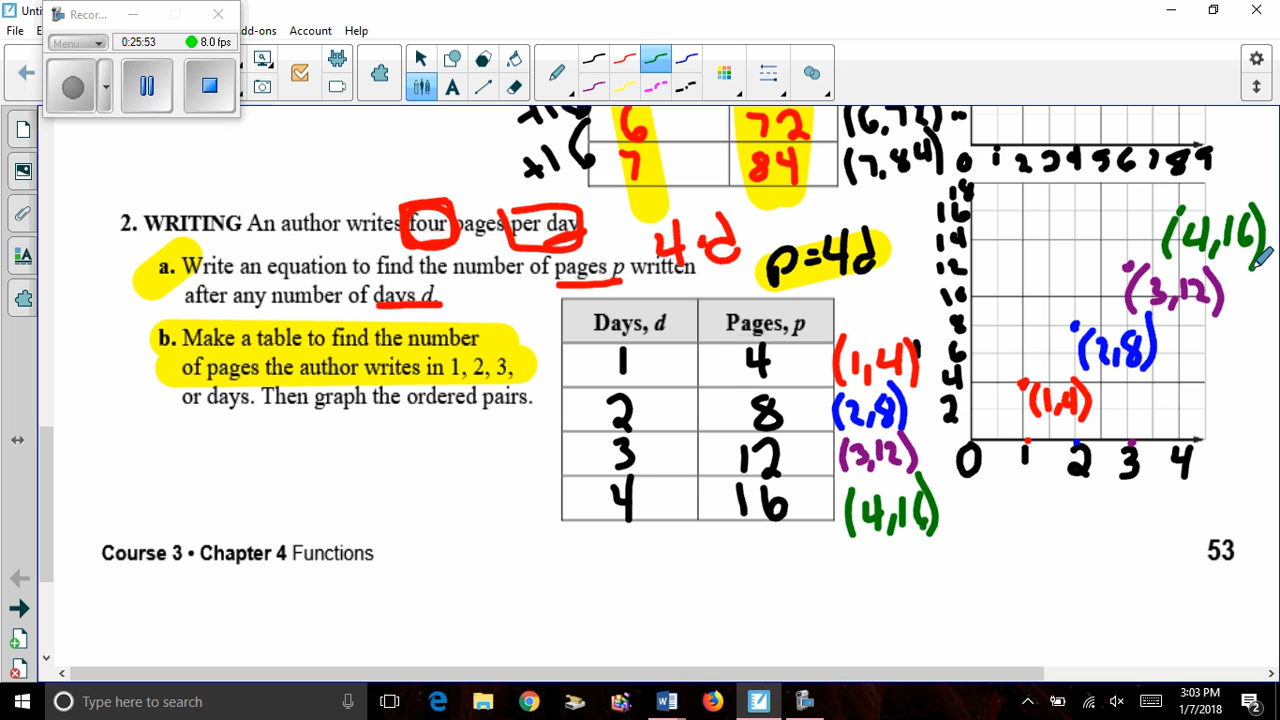 Unti
Recor...
Menu
0:25:53
8.0 fps
File
dd-ons
Account
Help
6
72
(6,72)
x1
7
84
(7,84)
0 1 2 3 4 5 6 7 8 9
2. WRITING An author writes four pages per day
4·d
a. Write an equation to find the number of pages p written
after any number of days d.
p=4d
b. Make a table to find the number
of pages the author writes in 1, 2, 3,
or days. Then graph the ordered pairs.
Days, d
Pages, p
1
4
(1,4)
2
8
(2,8)
3
12
(3,12)
4
16
(4,16)
18
16
14
12
10
8
6
4
2
0 1 2 3 4
(4,16)
(3,12)
(2,8)
(1,4)
Course 3 • Chapter 4 Functions
53
Type here to search
3:03 PM
1/7/2018
2